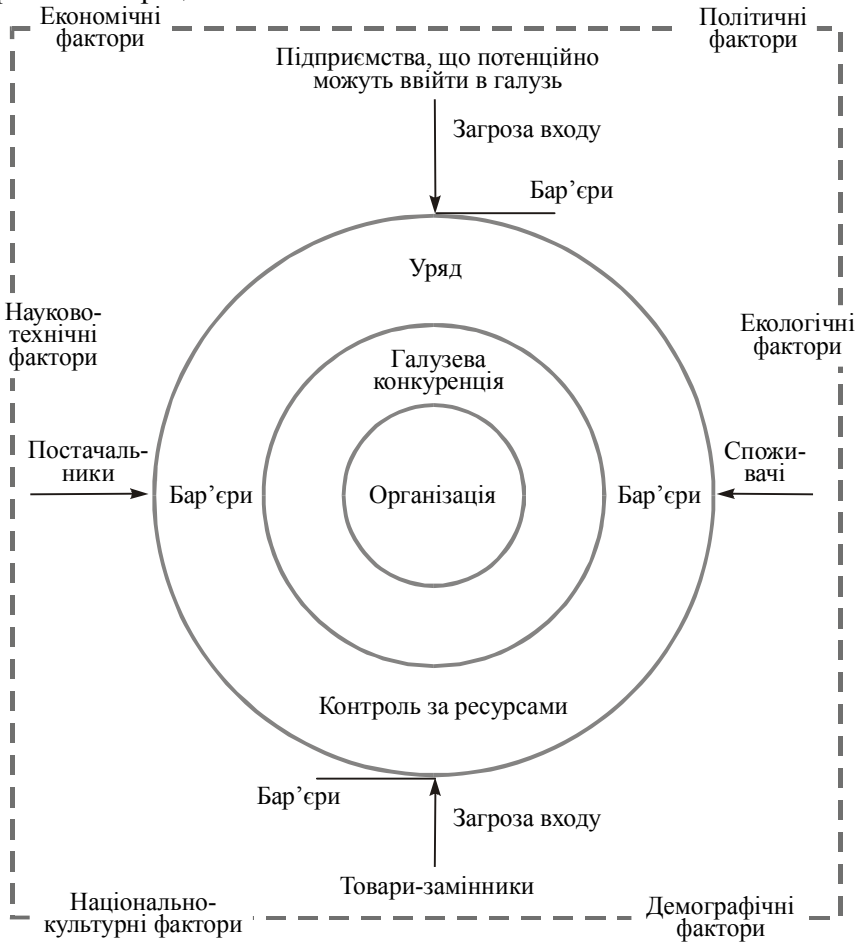 Економічні
фактори
Політичні
фактори
Підприємства, що потенційно
можуть ввійти в галузь
Загроза входу
Бар’єри
Уряд
Науково-
технічні
фактори
Екологічні
фактори
Галузева
конкуренція
Постачаль-
ники
Спожи-
вачі
Бар’єри
Організація
Бар’єри
Контроль за ресурсами
Бар’єри
Загроза входу
Товари-замінники
Національно-
культурні фактори
Демографічні
фактори